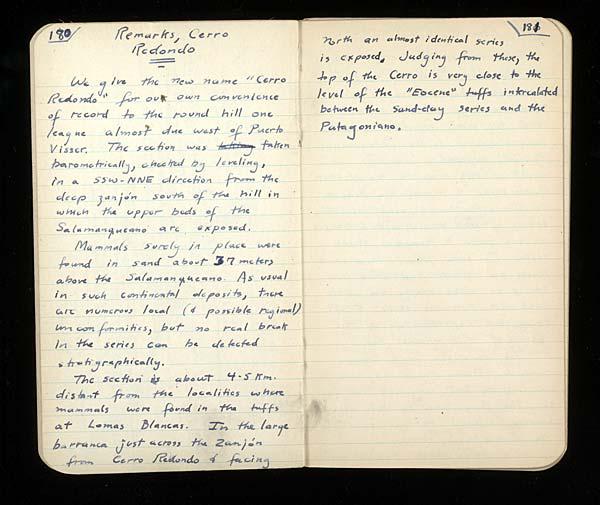 180
Remarks, Cerro
Redondo
We give the new name "Cerro
Redondo" for our own convenience
of record to the round hill one
league almost due west of Puerto
Visser. The section was taking taken
barometrically, checked by leveling,
in a SSW-NNE direction from the
deep zanjón south of the hill in
which the upper beds of the
Salamanqueano are exposed.
Mammals surely in place were
found in sand about 37 meters
above the Salamanqueano. As usual
in such continental deposits, there
are numerous local (& possible regional)
unconformities, but no real break
in the series can be detected
stratigraphically.
The section is about 4-5 Km.
distant from the localities where
mammals were found in the tuffs
at Lomas Blancas. In the large
barranca just across the zanjón
from Cerro Redondo & facing
181
north an almost identical series
is exposed. Judging from these, the
top of the Cerro is very close to the
level of the "Eocene" tuffs intercalated
between the sand-clay series and the
Patagoniano.